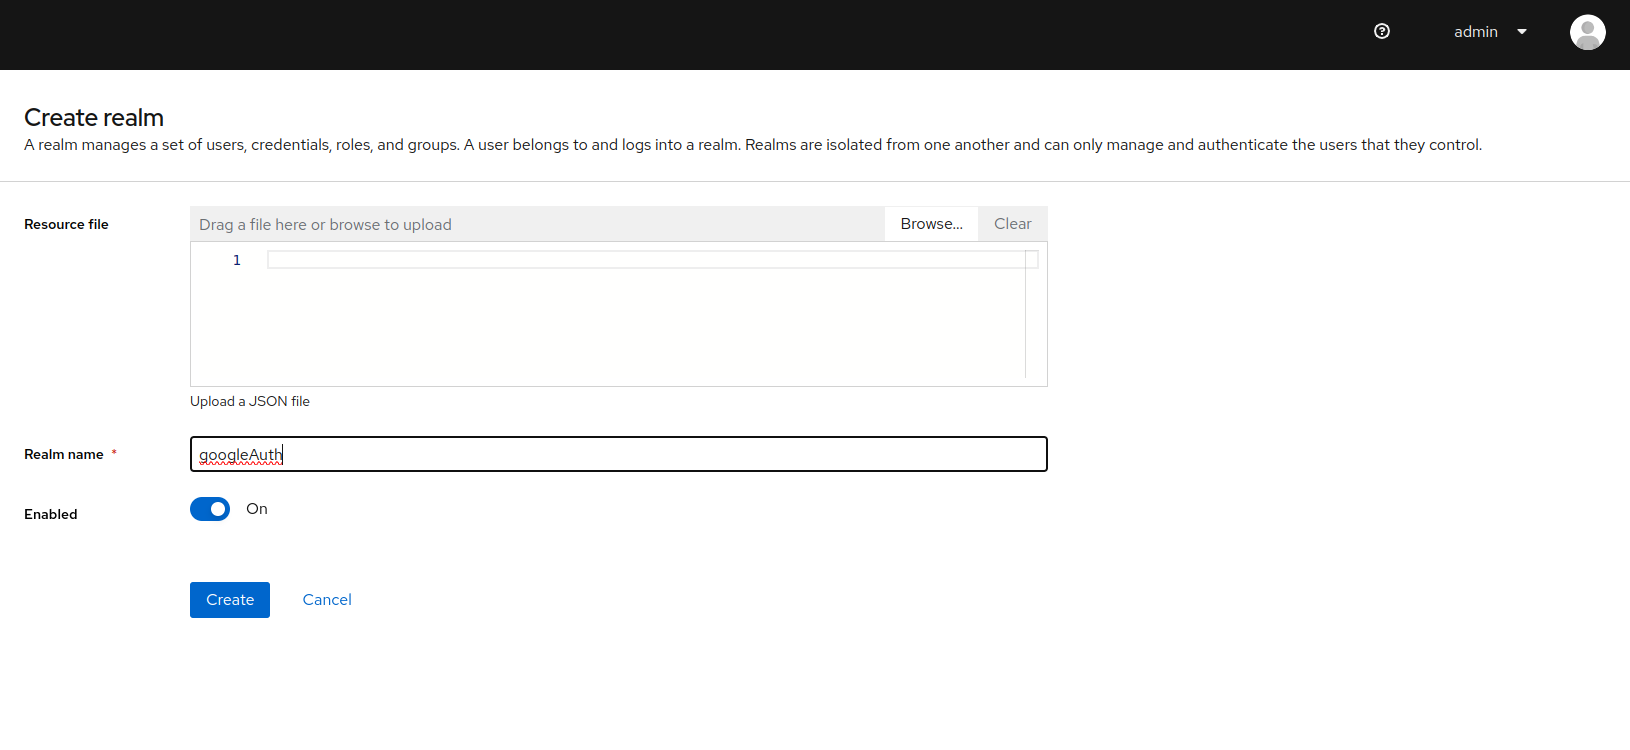 admin
Create realm
A realm manages a set of users, credentials, roles, and groups. A user belongs to and logs into a realm. Realms are isolated from one another and can only manage and authenticate the users that they control.
Resource file
Drag a file here or browse to upload
Browse...
Clear
1
Upload a JSON file
Realm name *
googleAuth
Enabled
On
Create
Cancel